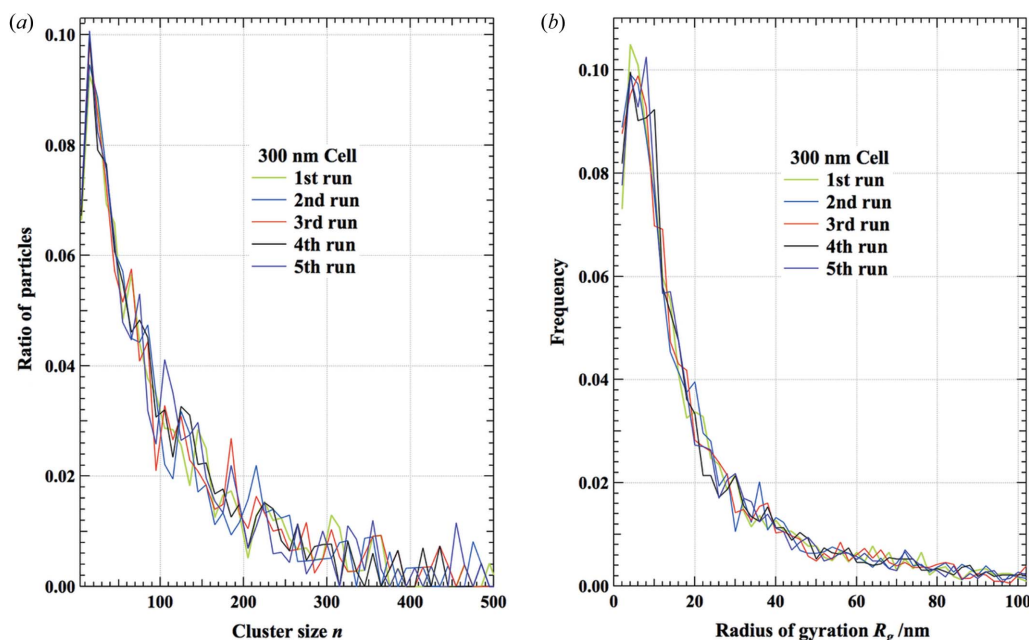 (a)
0.10
0.08
0.06
0.04
0.02
0.00
Ratio of particles
300 nm Cell
1st run
2nd run
3rd run
4th run
5th run
100
200
300
400
500
Cluster size n
(b)
0.10
0.08
0.06
0.04
0.02
0.00
Frequency
300 nm Cell
1st run
2nd run
3rd run
4th run
5th run
0
20
40
60
80
100
Radius of gyration Rg /nm